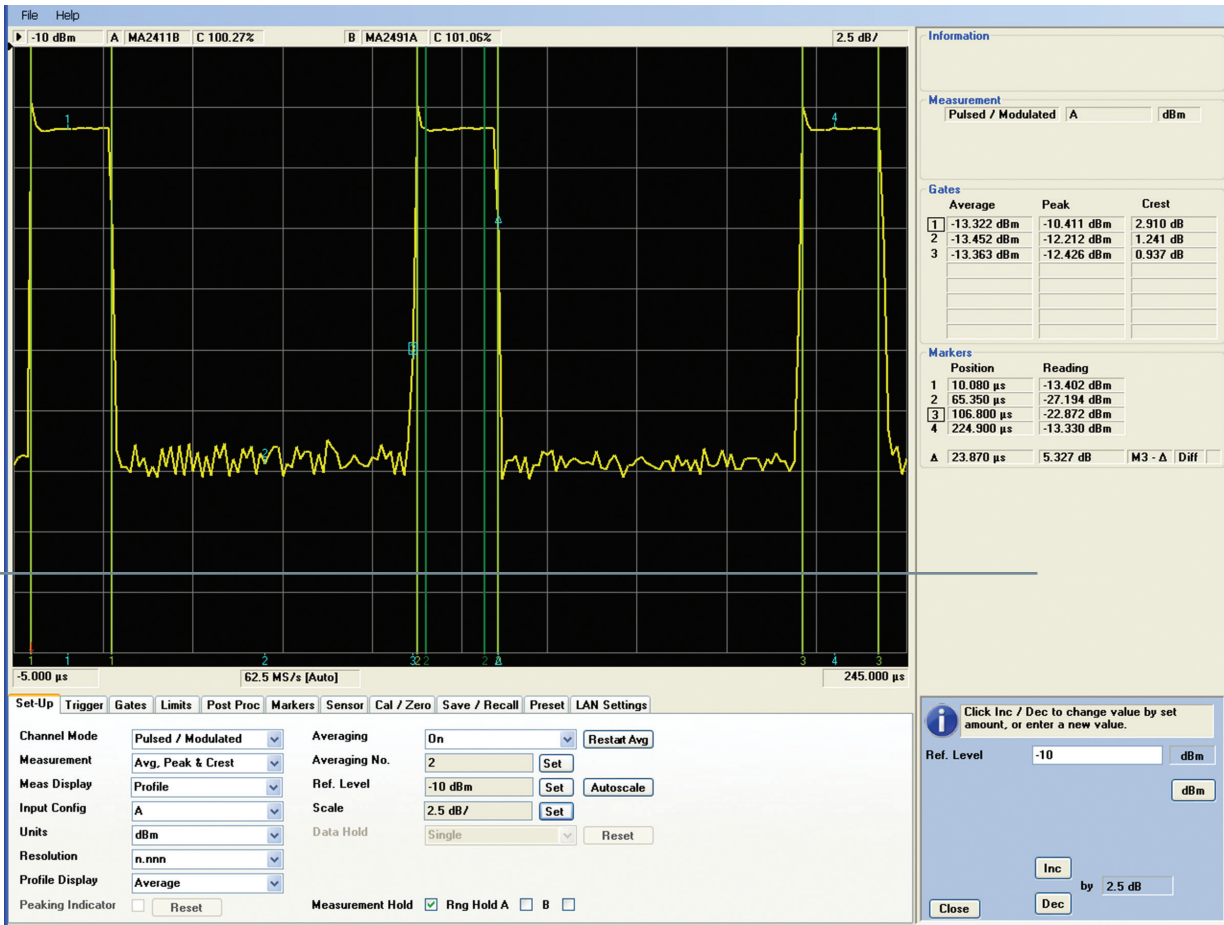 File Help
-10 dBm A MA2411B C 100.27% B MA2491A C 101.06% 2.5 dB/
1 4
2
1 1 1 2 3 2 2 2 3 4 3
-5.000 µs 62.5 MS/s [Auto] 245.000 µs
Information
Measurement
Pulsed / Modulated A dBm
Gates
Average Peak Crest
1 -13.322 dBm -10.411 dBm 2.910 dB
2 -13.452 dBm -12.212 dBm 1.241 dB
3 -13.363 dBm -12.426 dBm 0.937 dB
Markers
Position Reading
1 10.080 µs -13.402 dBm
2 65.350 µs -27.194 dBm
3 106.800 µs -22.872 dBm
4 224.900 µs -13.330 dBm
Δ 23.870 µs 5.327 dB M3 - Δ Diff
Set-Up Trigger Gates Limits Post Proc Markers Sensor Cal / Zero Save / Recall Preset LAN Settings
Channel Mode Pulsed / Modulated Averaging On Restart Avg
Measurement Avg, Peak & Crest Averaging No. 2 Set
Meas Display Profile Ref. Level -10 dBm Set Autoscale
Input Config A Scale 2.5 dB/ Set
Units dBm Data Hold Single Reset
Resolution n.nnn
Profile Display Average
Peaking Indicator Reset Measurement Hold Rng Hold A B
Click Inc / Dec to change value by set
amount, or enter a new value.
Ref. Level -10 dBm
dBm
Inc
by 2.5 dB
Close Dec